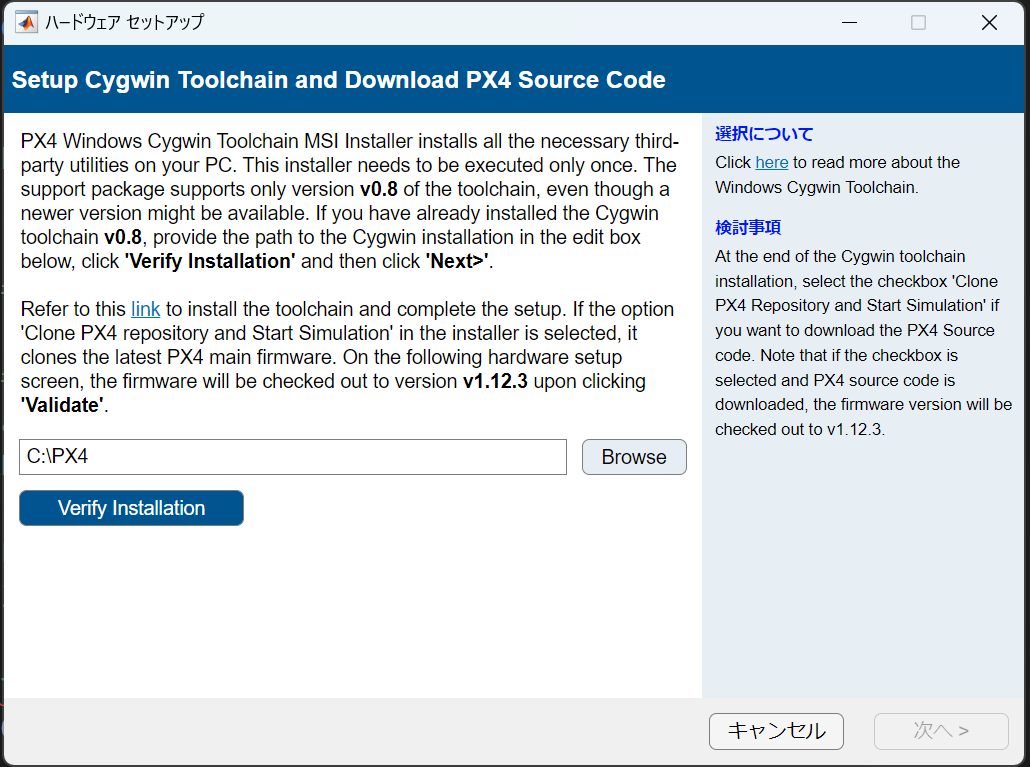 ハードウェア セットアップ
Setup Cygwin Toolchain and Download PX4 Source Code
PX4 Windows Cygwin Toolchain MSI Installer installs all the necessary third-
party utilities on your PC. This installer needs to be executed only once. The
support package supports only version v0.8 of the toolchain, even though a
newer version might be available. If you have already installed the Cygwin
toolchain v0.8, provide the path to the Cygwin installation in the edit box
below, click 'Verify Installation' and then click 'Next>'.
Refer to this link to install the toolchain and complete the setup. If the option
'Clone PX4 repository and Start Simulation' in the installer is selected, it
clones the latest PX4 main firmware. On the following hardware setup
screen, the firmware will be checked out to version v1.12.3 upon clicking
'Validate'.
C:\PX4
Browse
Verify Installation
選択について
Click here to read more about the
Windows Cygwin Toolchain.
検討事項
At the end of the Cygwin toolchain
installation, select the checkbox 'Clone
PX4 Repository and Start Simulation' if
you want to download the PX4 Source
code. Note that if the checkbox is
selected and PX4 source code is
downloaded, the firmware version will be
checked out to v1.12.3.
キャンセル
次へ >